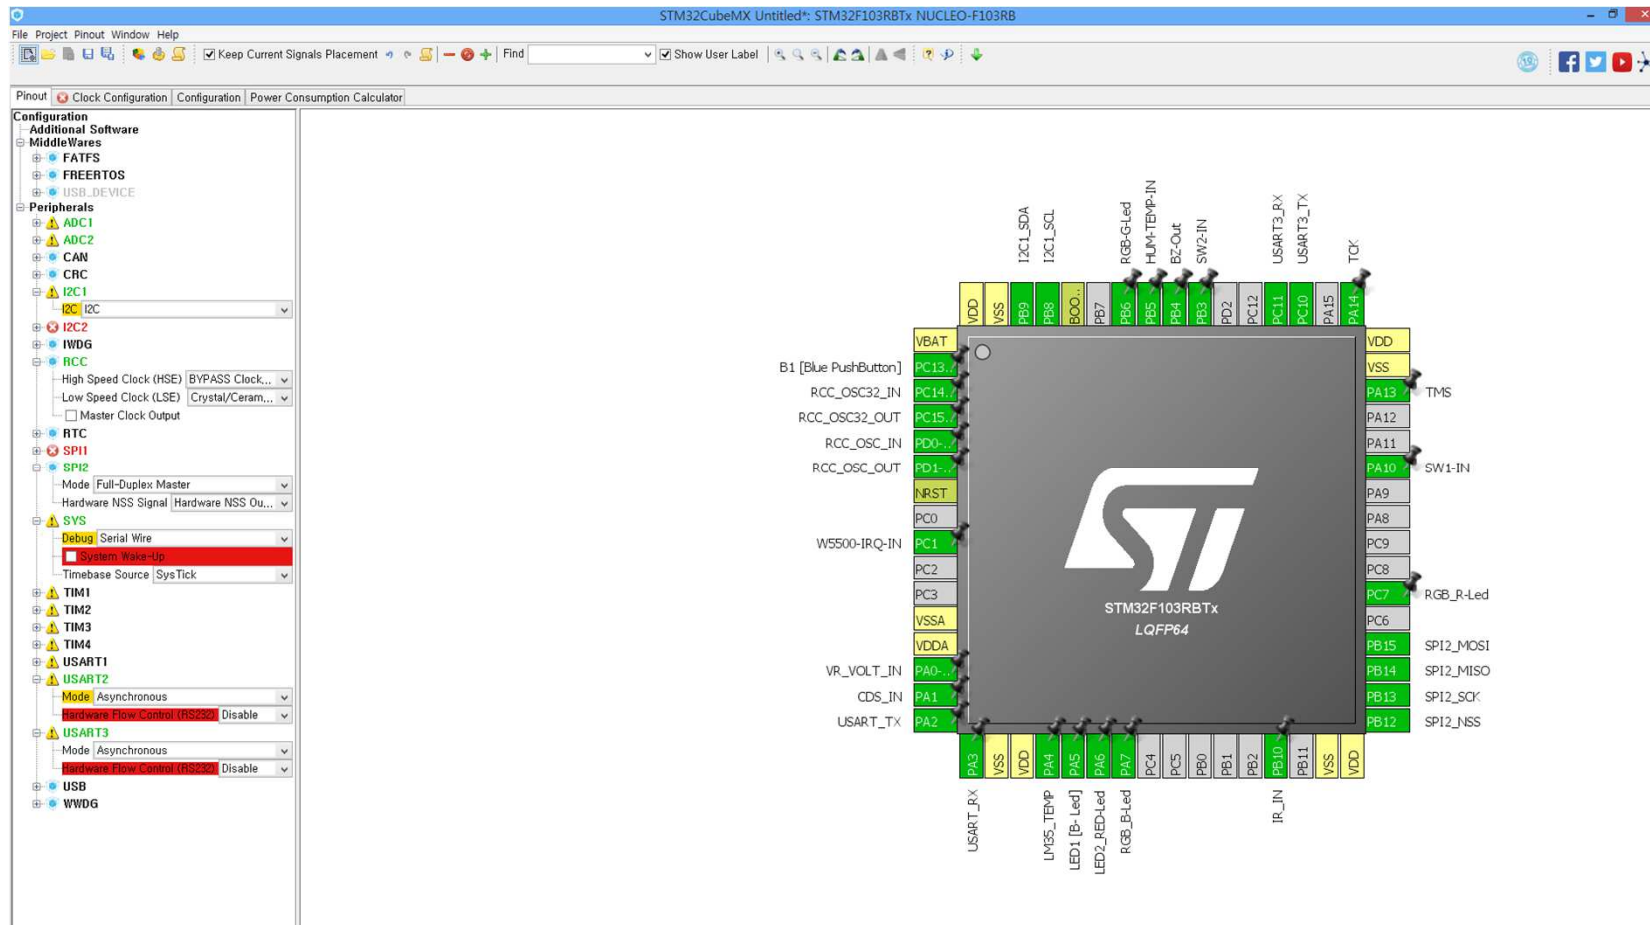 STM32CubeMX Untitled*: STM32F103RBTx NUCLEO-F103RB
File Project Pinout Window Help
Keep Current Signals Placement Find Show User Label
Pinout Clock Configuration Configuration Power Consumption Calculator
Configuration
Additional Software
MiddleWares
FATFS
FREERTOS
USB_DEVICE
Peripherals
ADC1
ADC2
CAN
CRC
I2C1
I2C I2C
I2C2
IWDG
RCC
High Speed Clock (HSE) BYPASS Clock...
Low Speed Clock (LSE) Crystal/Ceram...
Master Clock Output
RTC
SPI1
SPI2
Mode Full-Duplex Master
Hardware NSS Signal Hardware NSS Ou...
SYS
Debug Serial Wire
System Wake-Up
Timebase Source SysTick
TIM1
TIM2
TIM3
TIM4
USART1
USART2
Mode Asynchronous
Hardware Flow Control (RS232) Disable
USART3
Mode Asynchronous
Hardware Flow Control (RS232) Disable
USB
WWDG
I2C1_SDA
I2C1_SCL
RGB-G-Led
HUM-TEMP-IN
BZ-Out
SW2-IN
USART3_RX
USART3_TX
TCK
VDD
VSS
PB9
PB8
BOO..
PB7
PB6
PB5
PB4
PB3
PD2
PC12
PC11
PC10
PA15
PA14
VBAT
B1 [Blue PushButton] PC13..
RCC_OSC32_IN PC14..
RCC_OSC32_OUT PC15..
RCC_OSC_IN PD0-..
RCC_OSC_OUT PD1-..
NRST
PC0
W5500-IRQ-IN PC1
PC2
PC3
VSSA
VDDA
VR_VOLT_IN PA0-..
CDS_IN PA1
USART_TX PA2
STM32F103RBTx
LQFP64
VDD
VSS
PA13 TMS
PA12
PA11
PA10 SW1-IN
PA9
PA8
PC9
PC8
PC7 RGB_R-Led
PC6
PB15 SPI2_MOSI
PB14 SPI2_MISO
PB13 SPI2_SCK
PB12 SPI2_NSS
PA3
VSS
VDD
PA4
PA5
PA6
PA7
PC4
PC5
PB0
PB1
PB2
PB10
PB11
VSS
VDD
USART_RX
LM35_TEMP
LED1 [B- Led]
LED2_RED-Led
RGB_B-Led
IR_IN